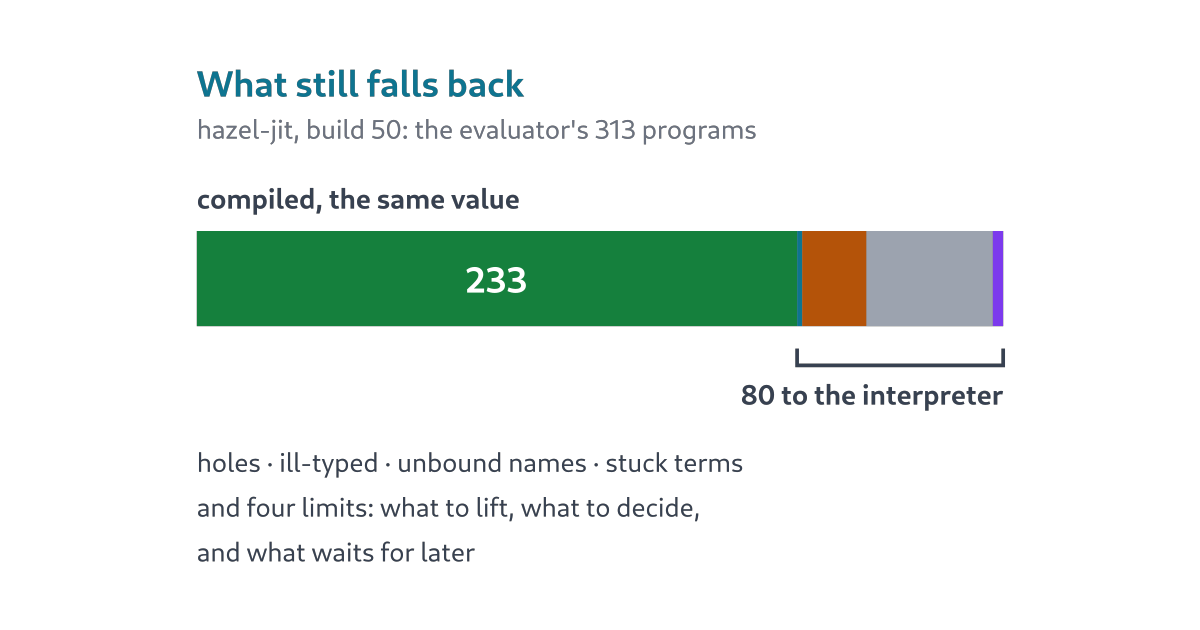 What still falls back
hazel-jit, build 50: the evaluator's 313 programs
compiled, the same value
233
80 to the interpreter
holes · ill-typed · unbound names · stuck terms
and four limits: what to lift, what to decide,
and what waits for later